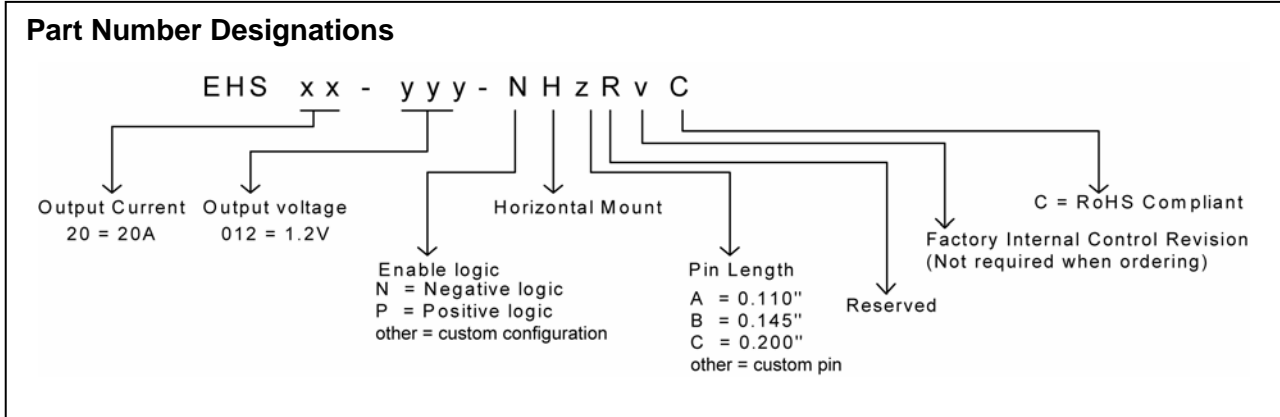 Part Number Designations
EHS xx - yyy - N H z R v C
Output Current
20 = 20A
Output voltage
012 = 1.2V
Enable logic
N = Negative logic
P = Positive logic
other = custom configuration
Horizontal Mount
Pin Length
A = 0.110"
B = 0.145"
C = 0.200"
other = custom pin
Reserved
Factory Internal Control Revision
(Not required when ordering)
C = RoHS Compliant